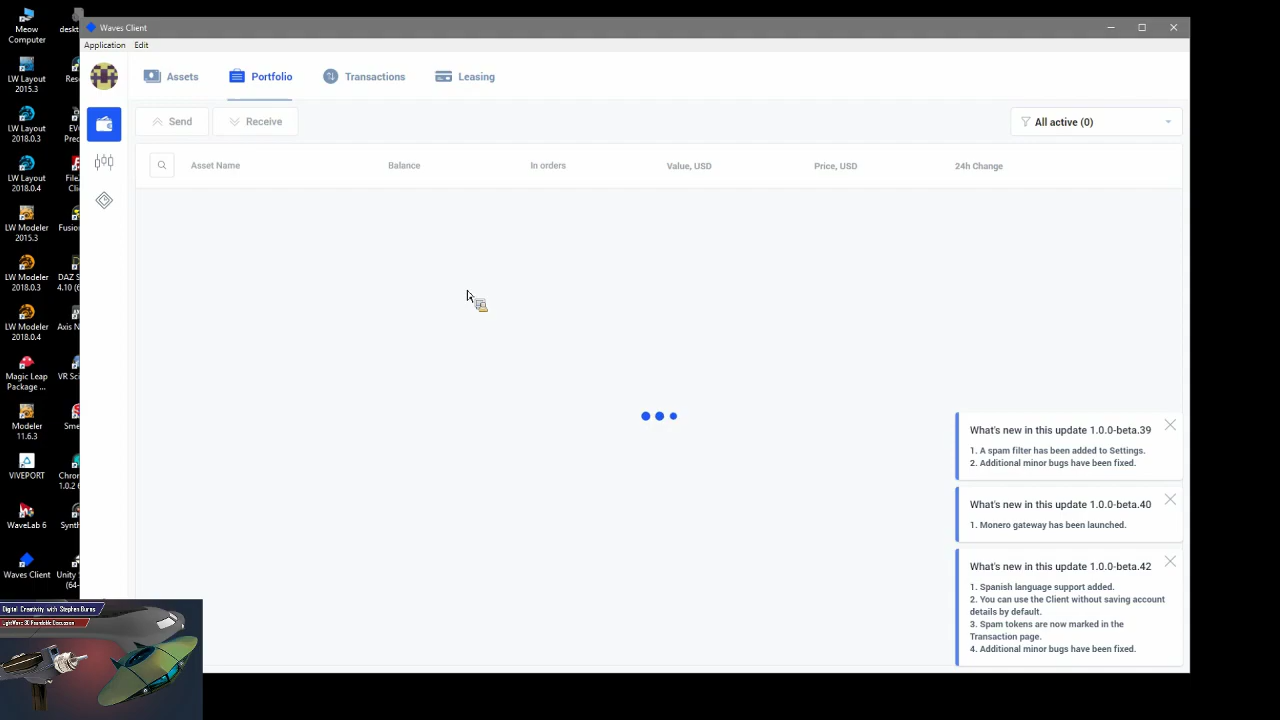 Meow
Computer
LW Layout
2015.3
LW Layout
2018.0.3
LW Layout
2018.0.4
LW Modeler
2015.3
LW Modeler
2018.0.3
LW Modeler
2018.0.4
Magic Leap
Package ...
Modeler
11.6.3
VIVEPORT
WaveLab 6
Waves Client
Waves Client
Application Edit
Assets
Portfolio
Transactions
Leasing
Send
Receive
All active (0)
Asset Name
Balance
In orders
Value, USD
Price, USD
24h Change
What's new in this update 1.0.0-beta.39
1. A spam filter has been added to Settings.
2. Additional minor bugs have been fixed.
What's new in this update 1.0.0-beta.40
1. Monero gateway has been launched.
What's new in this update 1.0.0-beta.42
1. Spanish language support added.
2. You can use the Client without saving account
details by default.
3. Spam tokens are now marked in the
Transaction page.
4. Additional minor bugs have been fixed.
Digital Creativity with Stephen Burns
LightWave 3D Roundtable Discussion